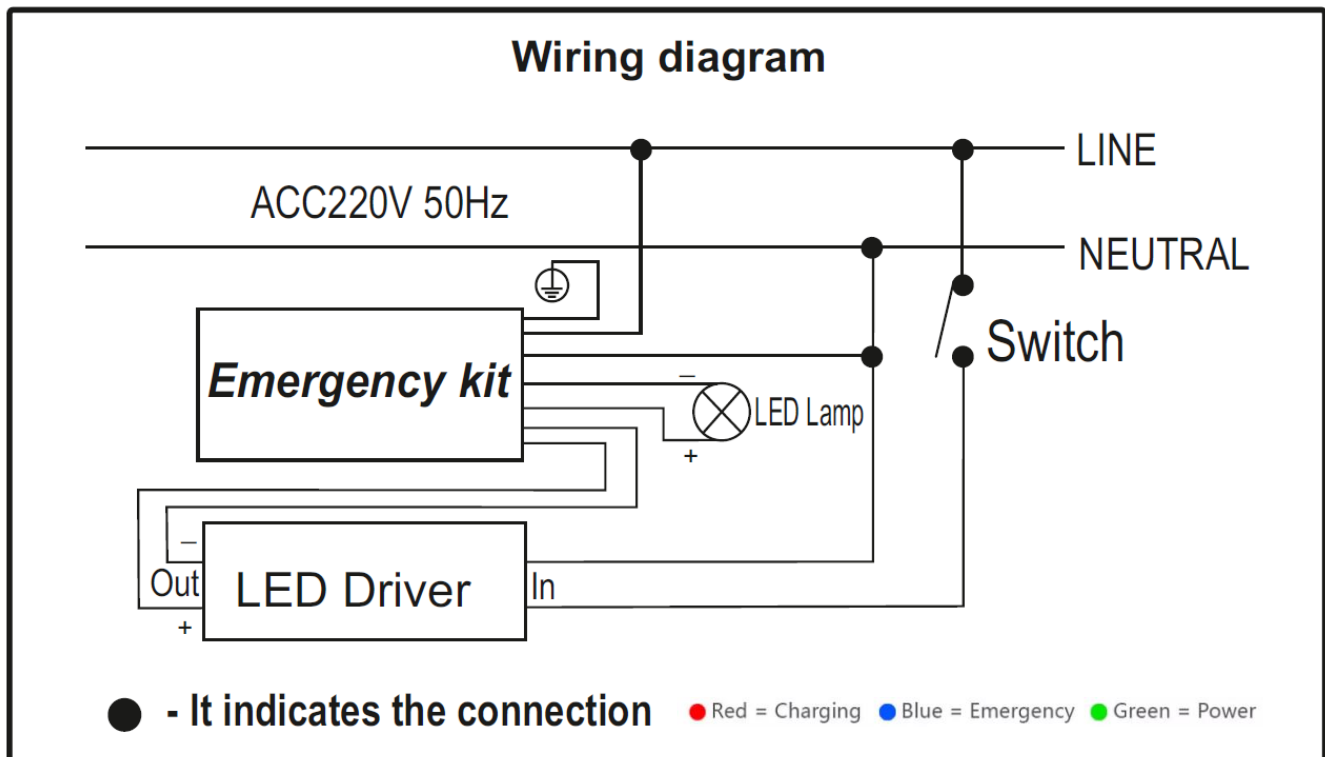 Wiring diagram
LINE
ACC220V 50Hz
NEUTRAL
Switch
Emergency kit
–
LED Lamp
+
–
Out
LED Driver
In
+
- It indicates the connection
Red = Charging
Blue = Emergency
Green = Power